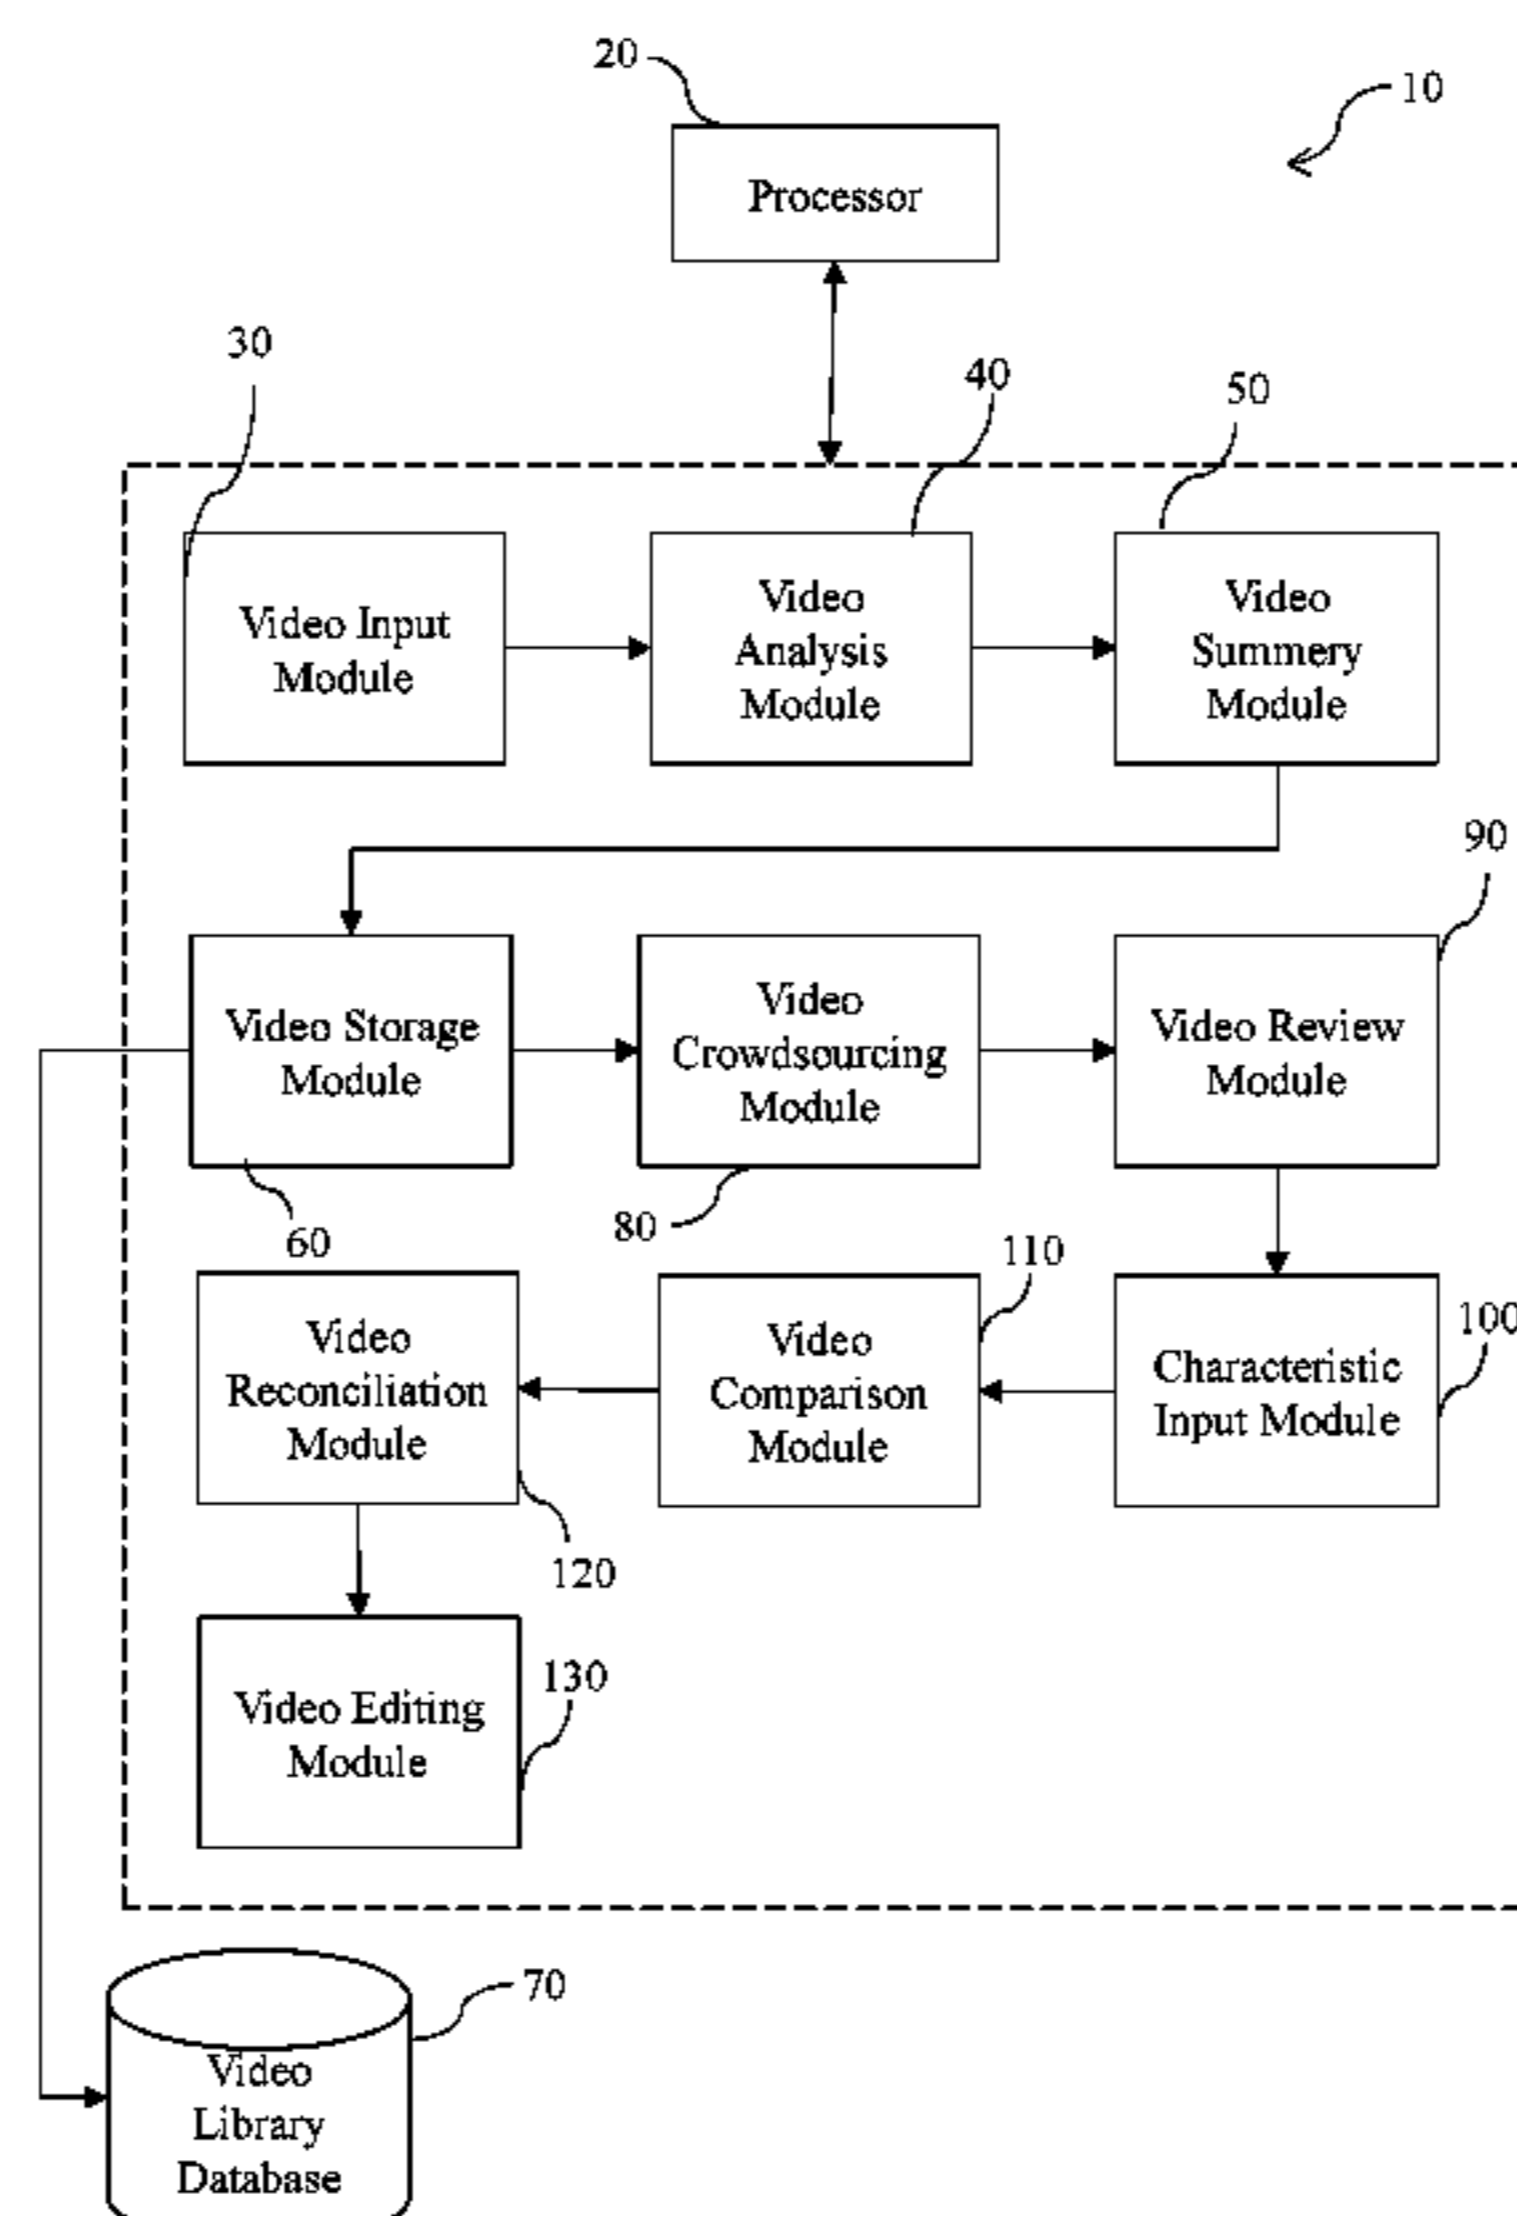 20
10
Processor
30
40
50
Video Input
Module
Video
Analysis
Module
Video
Summery
Module
90
Video Storage
Module
Video
Crowdsourcing
Module
Video Review
Module
60
80
110
100
Video
Reconciliation
Module
Video
Comparison
Module
Characteristic
Input Module
120
130
Video Editing
Module
70
Video
Library
Database